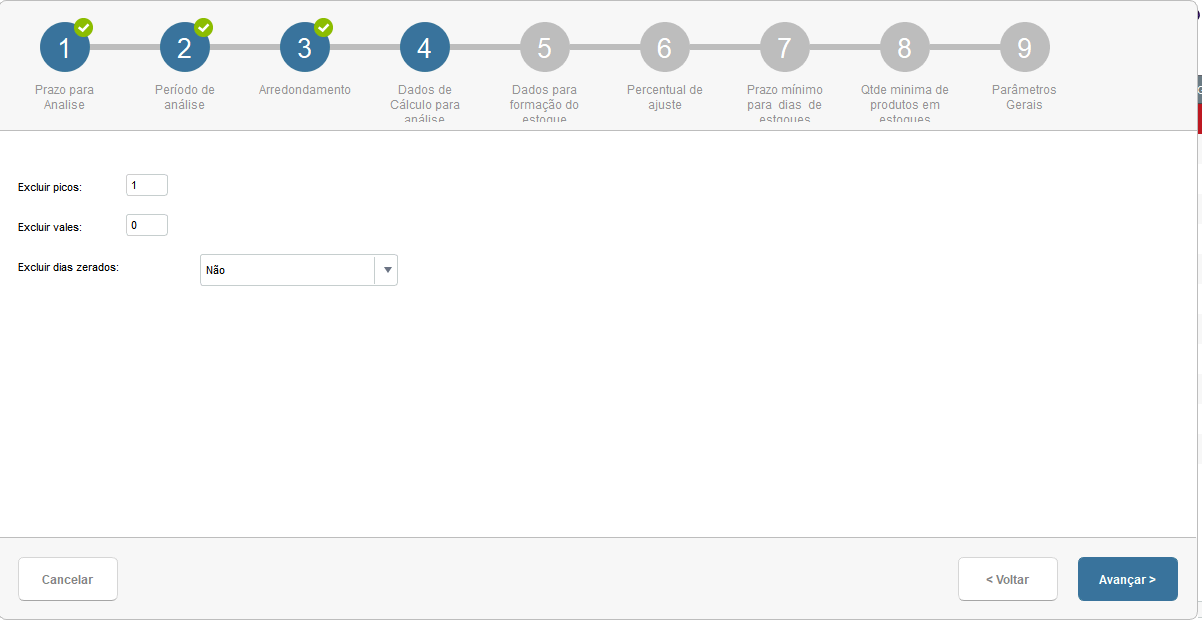 1 2 3 4 5 6 7 8 9
Prazo para
Analise
Período de
análise
Arredondamento
Dados de
Cálculo para
análise
Dados para
formação do
estoque
Percentual de
ajuste
Prazo mínimo
para dias de
estqoues
Qtde minima de
produtos em
estoques
Parâmetros
Gerais
Excluir picos: 1
Excluir vales: 0
Excluir dias zerados: Não
Cancelar
< Voltar
Avançar >